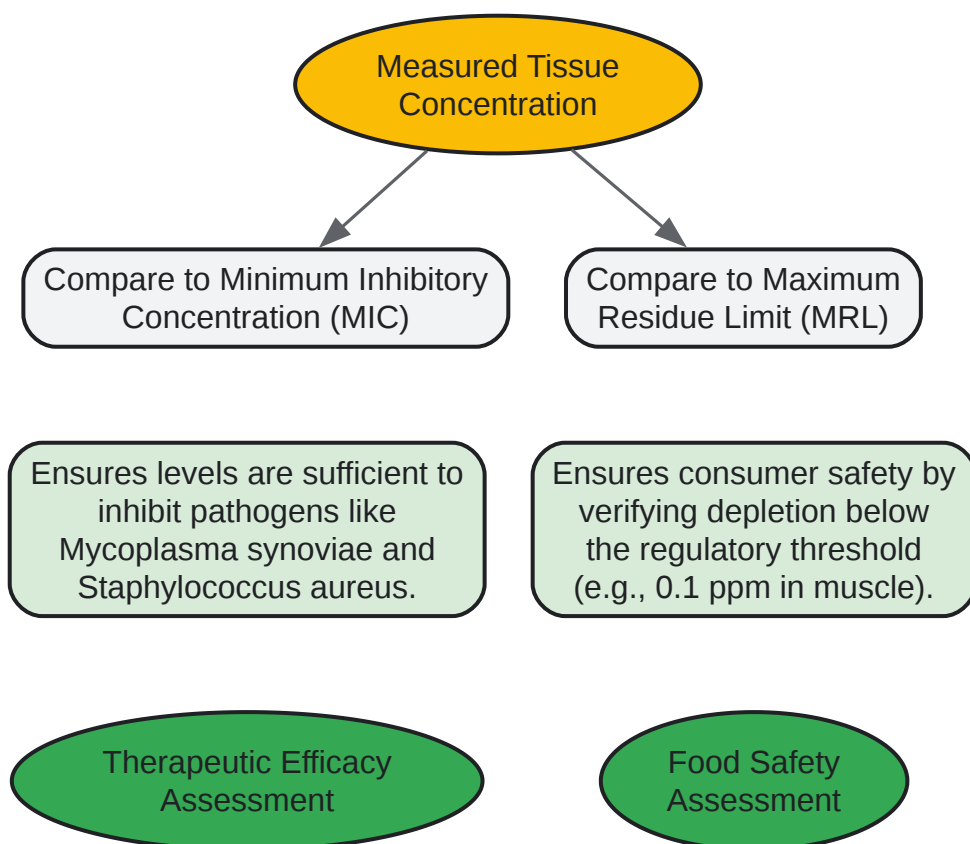 Measured Tissue
Concentration
Compare to Minimum Inhibitory
Concentration (MIC)
Compare to Maximum
Residue Limit (MRL)
Ensures levels are sufficient to
inhibit pathogens like
Mycoplasma synoviae and
Staphylococcus aureus.
Ensures consumer safety by
verifying depletion below
the regulatory threshold
(e.g., 0.1 ppm in muscle).
Therapeutic Efficacy
Assessment
Food Safety
Assessment